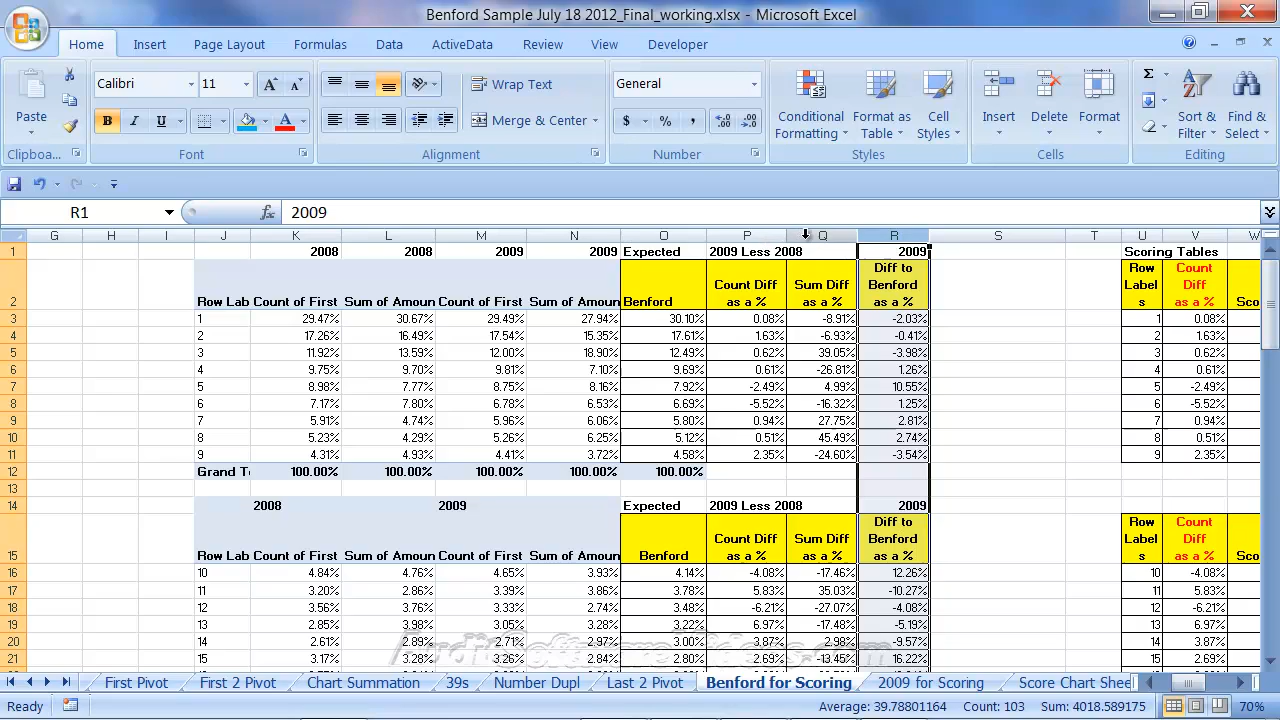 Benford Sample July 18 2012_Final_working.xlsx - Microsoft Excel
Home Insert Page Layout Formulas Data ActiveData Review View Developer
Calibri 11 Wrap Text General
Paste B I U Merge & Center $ % , Conditional Formatting Format as Table Cell Styles Insert Delete Format Sort & Filter Find & Select
Clipboa... Font Alignment Number Styles Cells Editing
R1 fx 2009
G H I J K L M N O P Q R S T U V W
1 2008 2008 2009 2009 Expected 2009 Less 2008 2009 Scoring Tables
Diff to Row Count
Count Diff Sum Diff Benford Label Diff
2 Row Lab Count of First Sum of Amoun Count of First Sum of Amoun Benford as a % as a % as a % s as a % Sco
3 1 29.47% 30.67% 29.49% 27.94% 30.10% 0.08% -8.91% -2.03% 1 0.08%
4 2 17.26% 16.49% 17.54% 15.35% 17.61% 1.63% -6.93% -0.41% 2 1.63%
5 3 11.92% 13.59% 12.00% 18.90% 12.49% 0.62% 39.05% -3.98% 3 0.62%
6 4 9.75% 9.70% 9.81% 7.10% 9.69% 0.61% -26.81% 1.26% 4 0.61%
7 5 8.98% 7.77% 8.75% 8.16% 7.92% -2.49% 4.99% 10.55% 5 -2.49%
8 6 7.17% 7.80% 6.78% 6.53% 6.69% -5.52% -16.32% 1.25% 6 -5.52%
9 7 5.91% 4.74% 5.96% 6.06% 5.80% 0.94% 27.75% 2.81% 7 0.94%
10 8 5.23% 4.29% 5.26% 6.25% 5.12% 0.51% 45.49% 2.74% 8 0.51%
11 9 4.31% 4.93% 4.41% 3.72% 4.58% 2.35% -24.60% -3.54% 9 2.35%
12 Grand T 100.00% 100.00% 100.00% 100.00% 100.00%
13
14 2008 2009 Expected 2009 Less 2008 2009
Diff to Row Count
Count Diff Sum Diff Benford Label Diff
15 Row Lab Count of First Sum of Amoun Count of First Sum of Amoun Benford as a % as a % as a % s as a % Sco
16 10 4.84% 4.76% 4.65% 3.93% 4.14% -4.08% -17.46% 12.26% 10 -4.08%
17 11 3.20% 2.86% 3.39% 3.86% 3.78% 5.83% 35.03% -10.27% 11 5.83%
18 12 3.56% 3.76% 3.33% 2.74% 3.48% -6.21% -27.07% -4.08% 12 -6.21%
19 13 2.85% 3.98% 3.05% 3.28% 3.22% 6.97% -17.48% -5.19% 13 6.97%
20 14 2.61% 2.89% 2.71% 2.97% 3.00% 3.87% 2.98% -9.57% 14 3.87%
21 15 3.17% 3.28% 3.26% 2.84% 2.80% 2.69% -13.45% 16.22% 15 2.69%
AuditSoftwareVideos.com
First Pivot First 2 Pivot Chart Summation 39s Number Dupl Last 2 Pivot Benford for Scoring 2009 for Scoring Score Chart Shee
Ready Average: 39.78801164 Count: 103 Sum: 4018.589175 70%